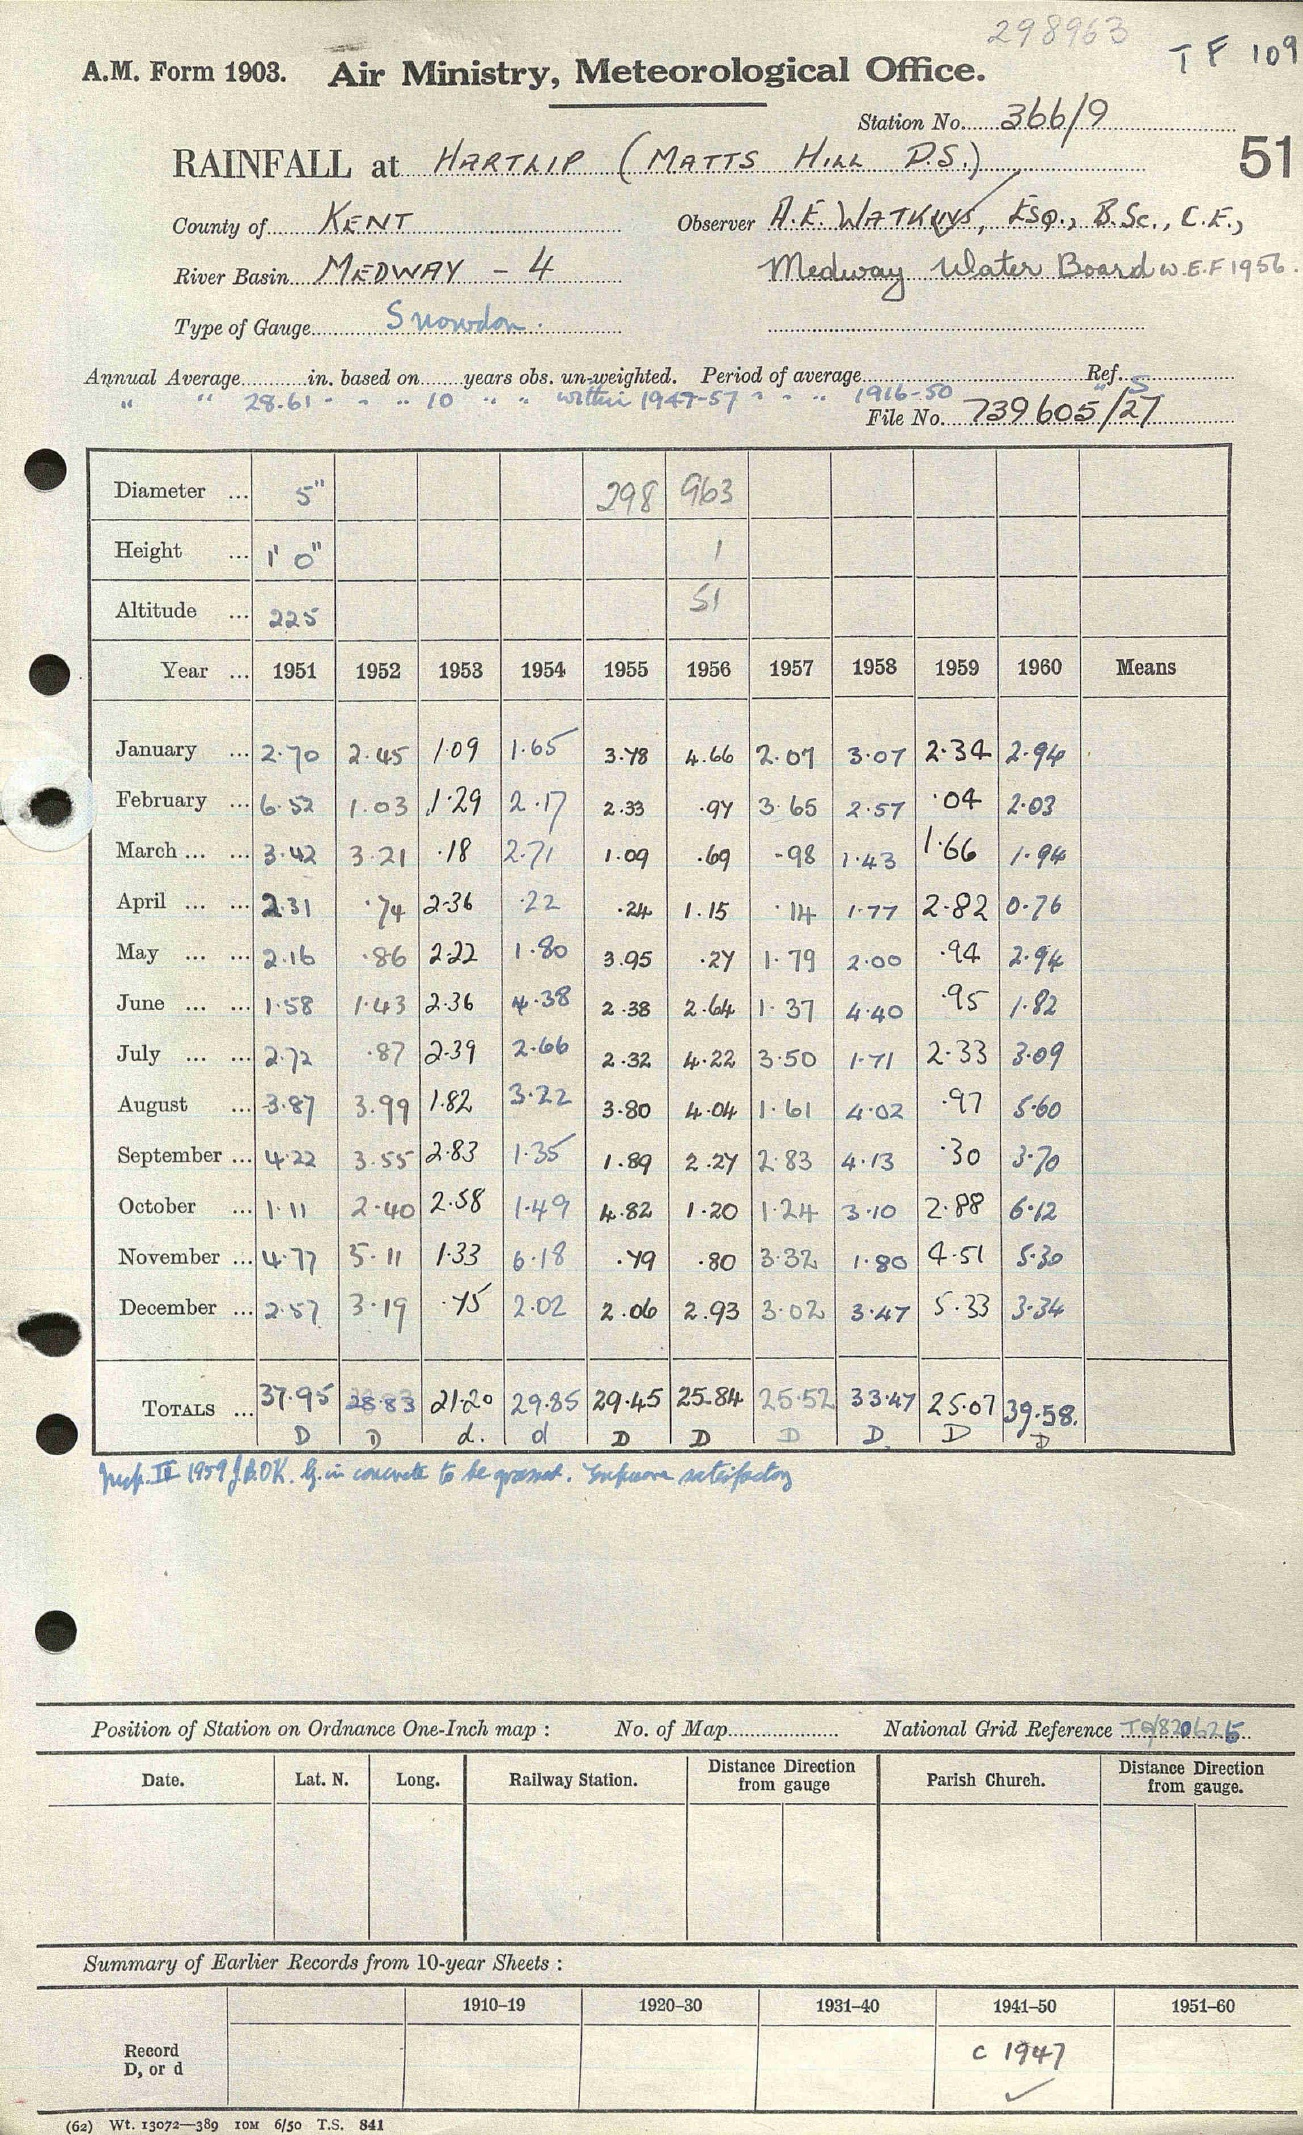 298963
TF 109
A.M. Form 1903. Air Ministry, Meteorological Office.
Station No. 366/9
RAINFALL at HARTLIP (MATTS HILL P.S.)
51
County of KENT Observer A.E. WATKINS, ESQ., B.Sc., C.E.,
River Basin MEDWAY - 4 Medway Water Board W.E.F 1956.
Type of Gauge Snowdon.
Annual Average in. based on years obs. un-weighted. Period of average Ref.
" " 28.61 " " " 10 " " within 1947-57 " " " 1916-50 " S
File No. 739605/27
Diameter ... 5" 298 963
Height ... 1' 0" 1
Altitude ... 225 51
Year ... 1951 1952 1953 1954 1955 1956 1957 1958 1959 1960 Means
January ... 2.70 2.45 1.09 1.65 3.78 4.66 2.07 3.07 2.34 2.94
February ... 6.52 1.03 1.29 2.17 2.33 .97 3.65 2.57 .04 2.03
March ... ... 3.42 3.21 .18 2.71 1.09 .69 .98 1.43 1.66 1.94
April ... ... 2.31 .74 2.36 .22 .24 1.15 .14 1.77 2.82 0.76
May ... ... 2.16 .86 2.22 1.80 3.95 .27 1.79 2.00 .94 2.94
June ... ... 1.58 1.43 2.36 4.38 2.38 2.64 1.37 4.40 .95 1.82
July ... ... 2.72 .87 2.39 2.66 2.32 4.22 3.50 1.71 2.33 3.09
August ... 3.87 3.99 1.82 3.22 3.80 4.04 1.61 4.02 .97 5.60
September ... 4.22 3.55 2.83 1.35 1.89 2.27 2.83 4.13 .30 3.70
October ... 1.11 2.40 2.58 1.49 4.82 1.20 1.24 3.10 2.88 6.12
November ... 4.77 5.11 1.33 6.18 .79 .80 3.32 1.80 4.51 5.30
December ... 2.57 3.19 .75 2.02 2.06 2.93 3.02 3.47 5.33 3.34
TOTALS ... 37.95 28.83 21.20 29.85 29.45 25.84 25.52 33.47 25.07 39.58.
D D d. d D D D D D D
Insp. II 1959 J.B. OK. G. in concrete to be grassed. Exposure satisfactory
Position of Station on Ordnance One-Inch map : No. of Map National Grid Reference TQ/820626
Date. Lat. N. Long. Railway Station. Distance Direction from gauge Parish Church. Distance Direction from gauge.
Summary of Earlier Records from 10-year Sheets :
1910–19 1920–30 1931–40 1941–50 1951–60
Record D, or d c 1947
✓
(62) Wt. 13072—389 10M 6/50 T.S. 841